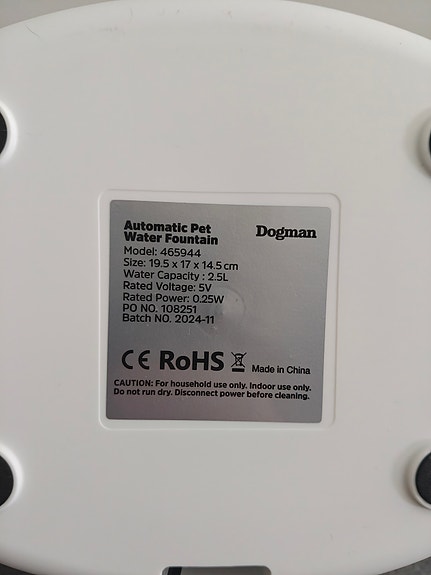 Automatic Pet
Water Fountain
Dogman
Model: 465944
Size: 19.5 x 17 x 14.5 cm
Water Capacity : 2.5L
Rated Voltage: 5V
Rated Power: 0.25W
PO NO. 108251
Batch NO. 2024-11
CE RoHS Made in China
CAUTION: For household use only. Indoor use only.
Do not run dry. Disconnect power before cleaning.